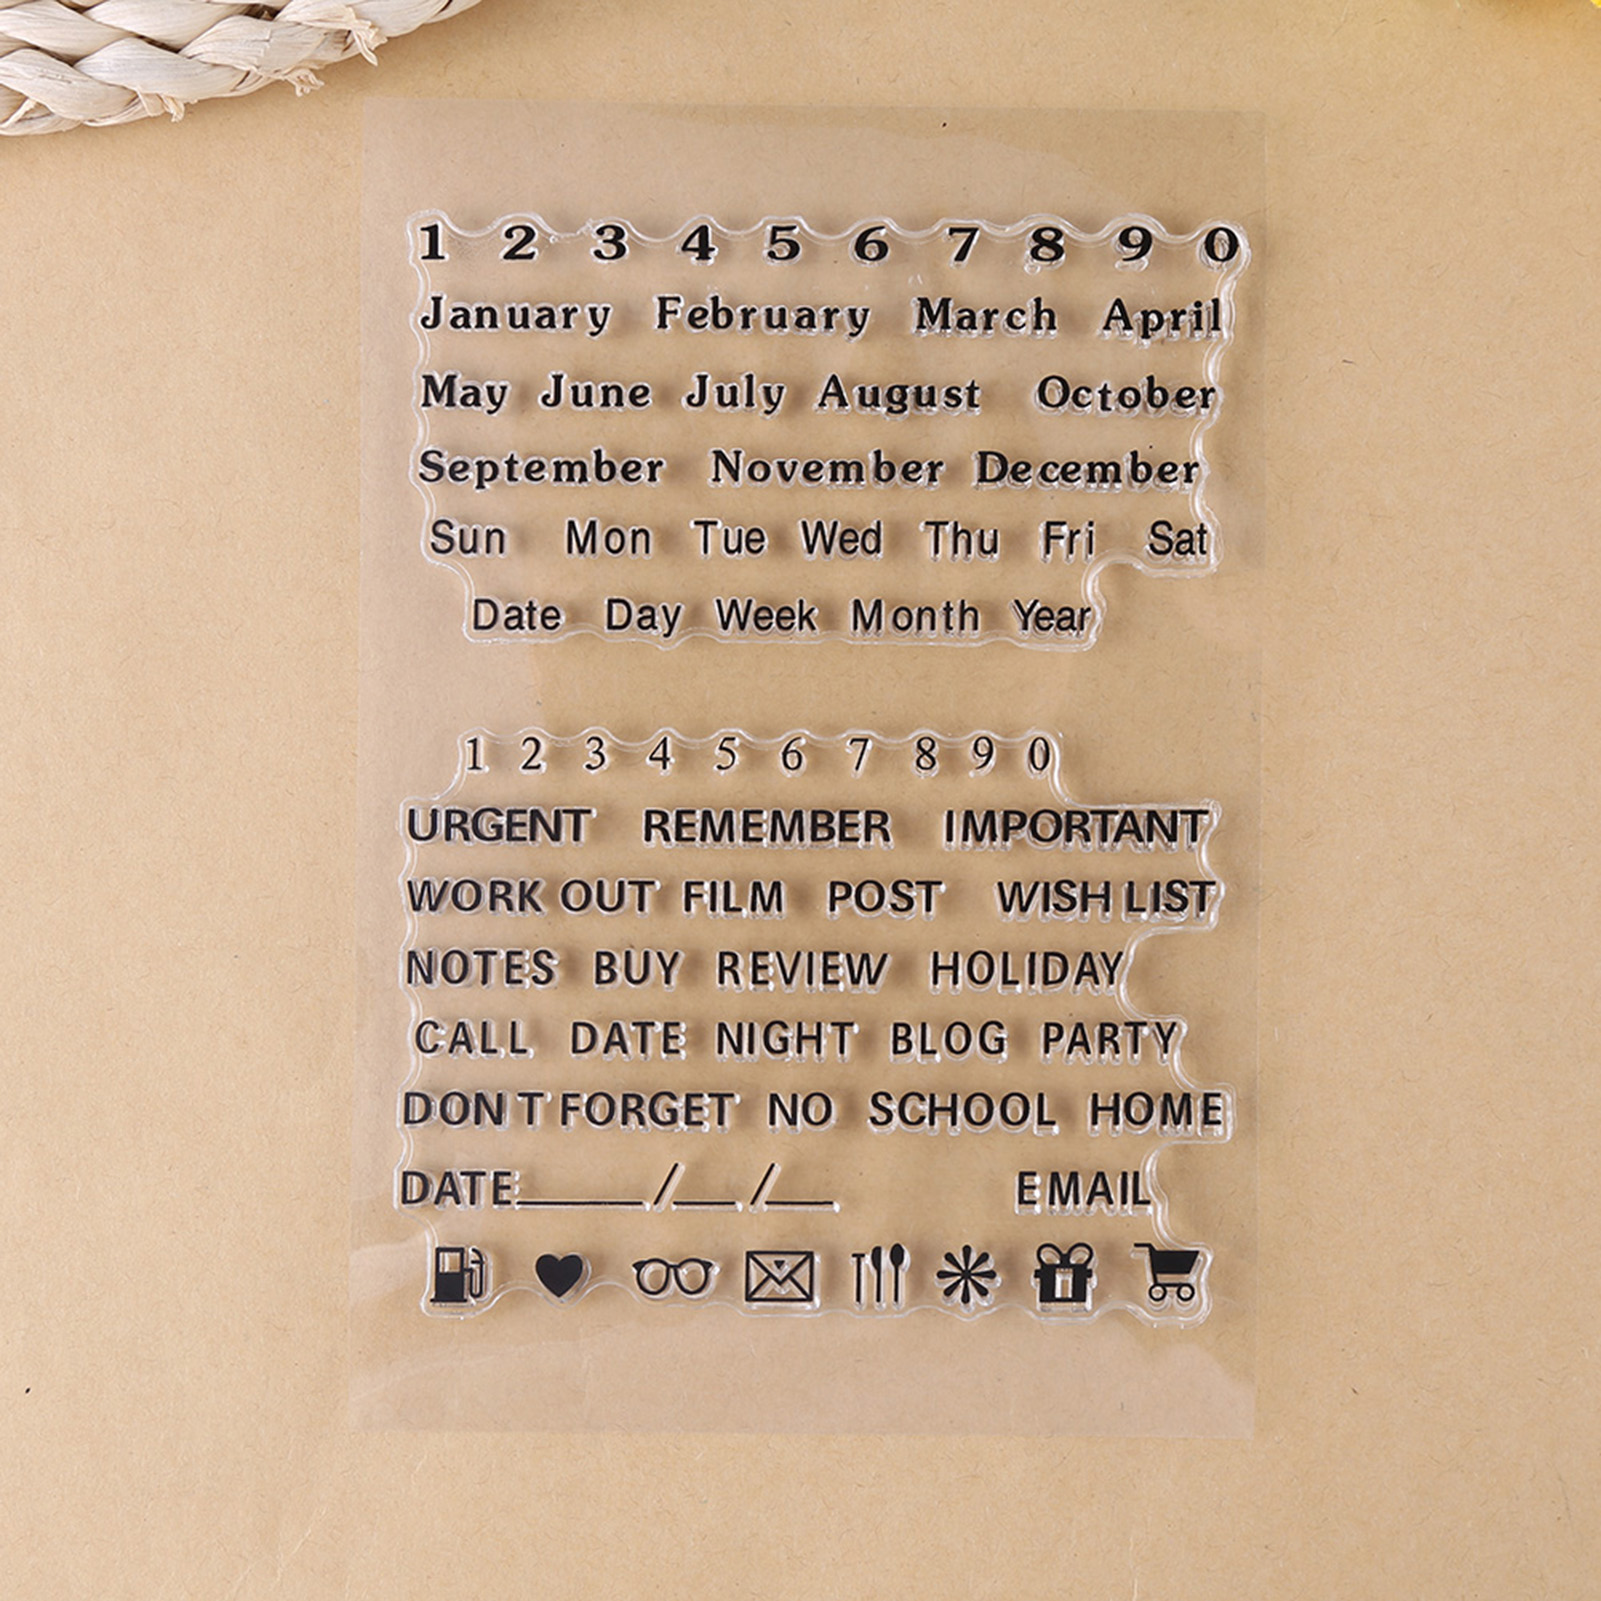 1 2 3 4 5 6 7 8 9 0
January February March April
May June July August October
September November December
Sun Mon Tue Wed Thu Fri Sat
Date Day Week Month Year
1 2 3 4 5 6 7 8 9 0
URGENT REMEMBER IMPORTANT
WORK OUT FILM POST WISH LIST
NOTES BUY REVIEW HOLIDAY
CALL DATE NIGHT BLOG PARTY
DON T FORGET NO SCHOOL HOME
DATE______/___/___ EMAIL